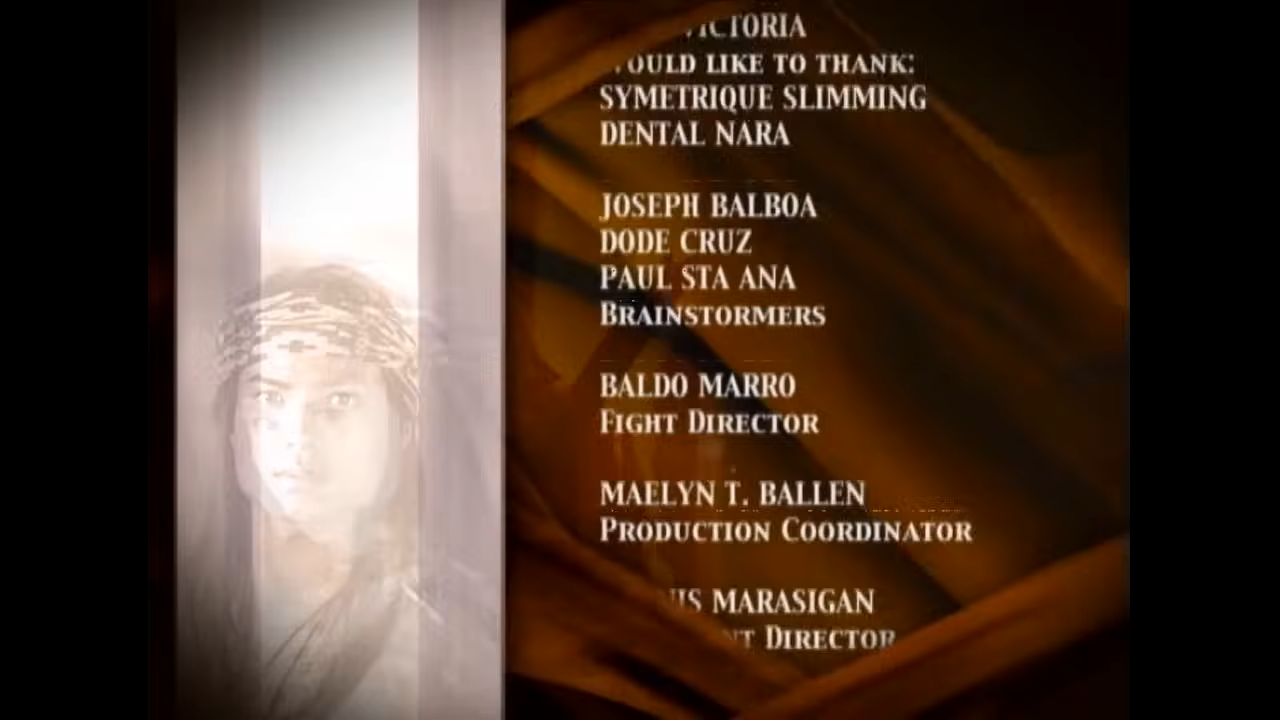 VICTORIA
WOULD LIKE TO THANK:
SYMETRIQUE SLIMMING
DENTAL NARA
JOSEPH BALBOA
DODE CRUZ
PAUL STA ANA
BRAINSTORMERS
BALDO MARRO
FIGHT DIRECTOR
MAELYN T. BALLEN
PRODUCTION COORDINATOR
MARASIGAN
DIRECTOR